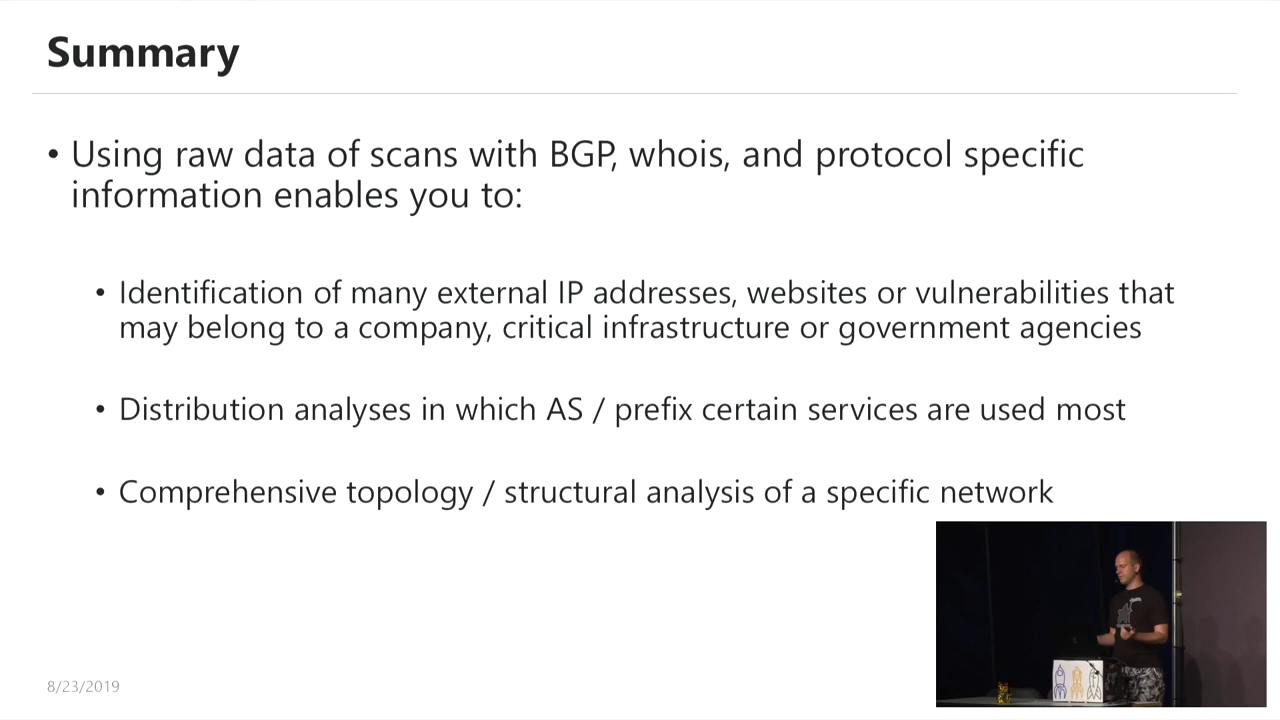 Summary
• Using raw data of scans with BGP, whois, and protocol specific
information enables you to:
• Identification of many external IP addresses, websites or vulnerabilities that
may belong to a company, critical infrastructure or government agencies
• Distribution analyses in which AS / prefix certain services are used most
• Comprehensive topology / structural analysis of a specific network
8/23/2019